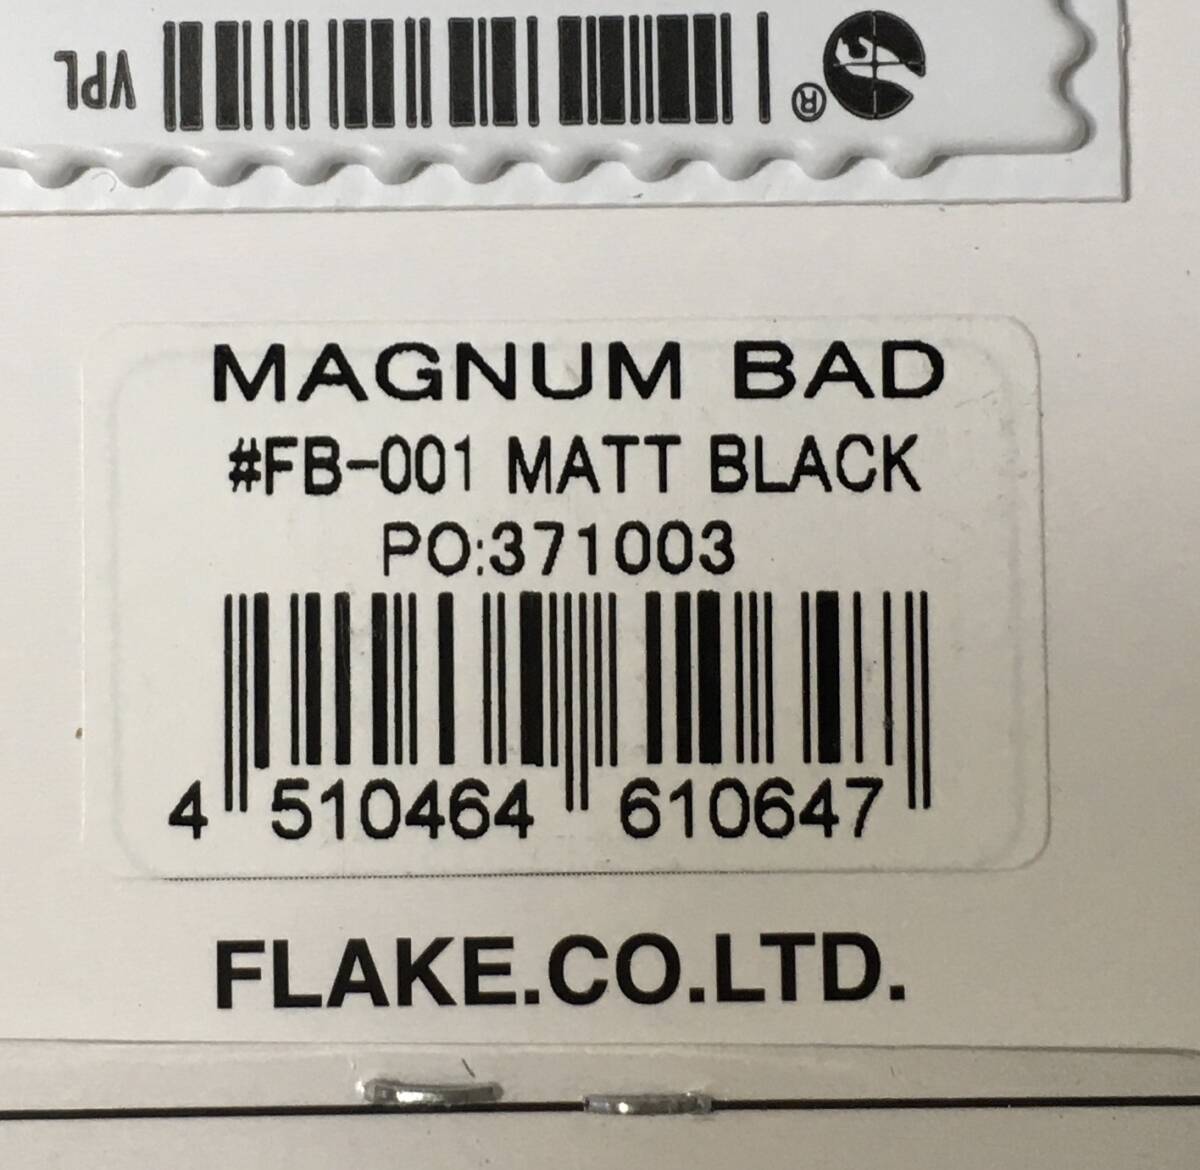 VPL ®
MAGNUM BAD
#FB-001 MATT BLACK
PO:371003
4 510464 610647
FLAKE.CO.LTD.